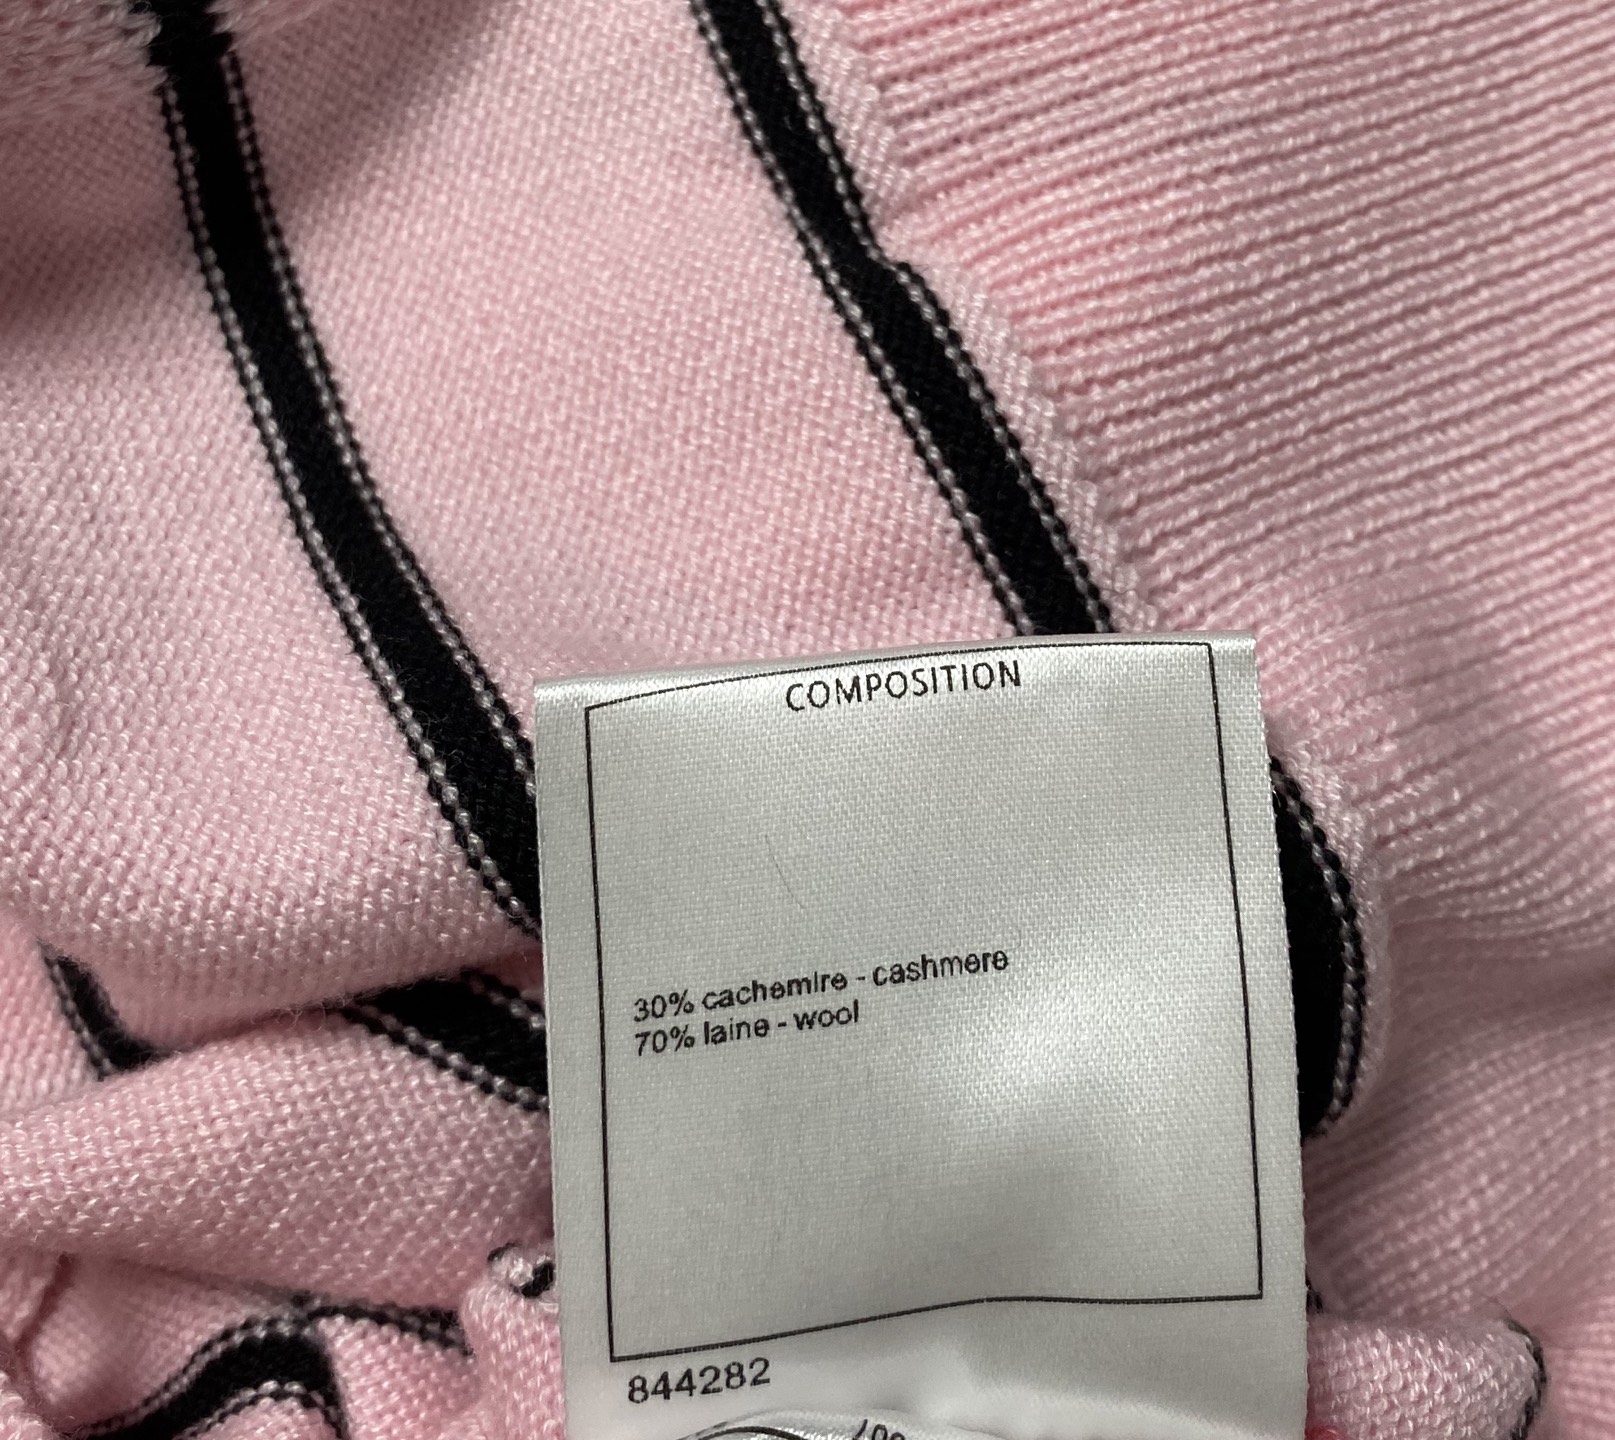 COMPOSITION
30% cachemire - cashmere
70% laine - wool
844282